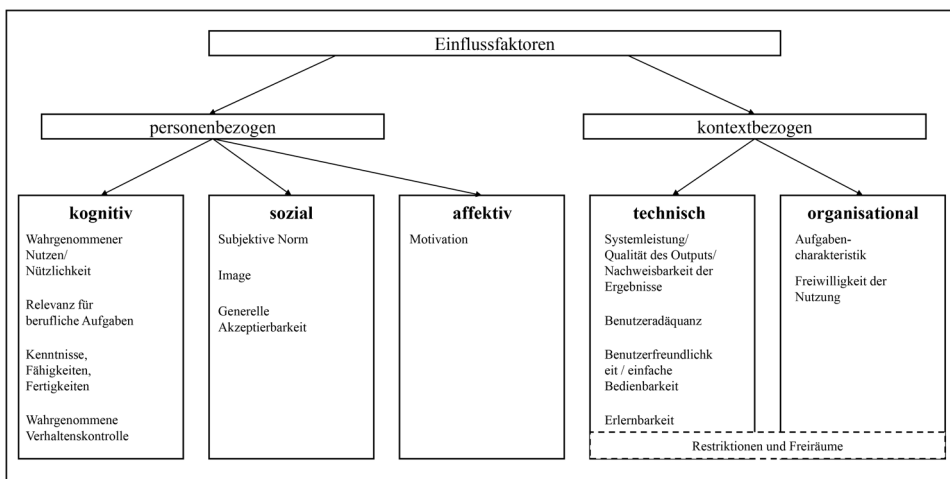 Einflussfaktoren
personenbezogen
kontextbezogen
kognitiv
Wahrgenommener
Nutzen/
Nützlichkeit
Relevanz für
berufliche Aufgaben
Kenntnisse,
Fähigkeiten,
Fertigkeiten
Wahrgenommene
Verhaltenskontrolle
sozial
Subjektive Norm
Image
Generelle
Akzeptierbarkeit
affektiv
Motivation
technisch
Systemleistung/
Qualität des Outputs/
Nachweisbarkeit der
Ergebnisse
Benutzeradäquanz
Benutzerfreundlichk
eit / einfache
Bedienbarkeit
Erlernbarkeit
organisational
Aufgaben-
charakteristik
Freiwilligkeit der
Nutzung
Restriktionen und Freiräume